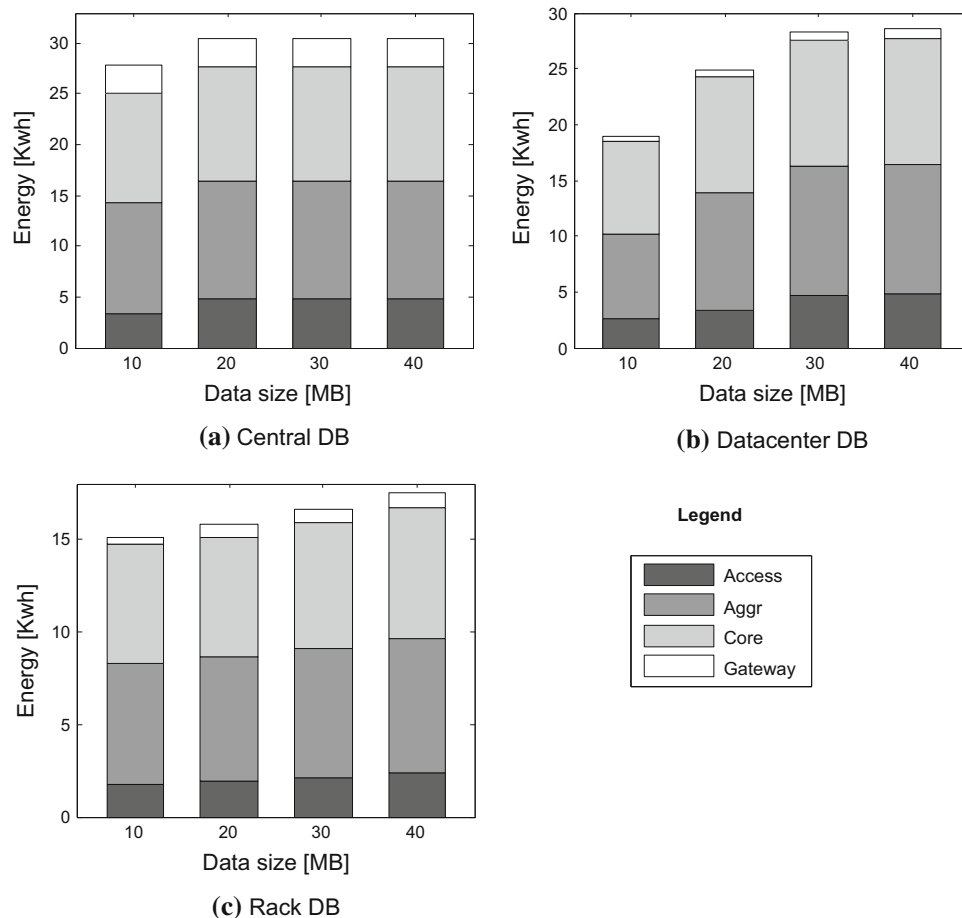 Energy [Kwh]
30
25
20
15
10
5
0
10 20 30 40
Data size [MB]
(a) Central DB
Energy [Kwh]
30
25
20
15
10
5
0
10 20 30 40
Data size [MB]
(b) Datacenter DB
Energy [Kwh]
15
10
5
0
10 20 30 40
Data size [MB]
(c) Rack DB
Legend
Access
Aggr
Core
Gateway